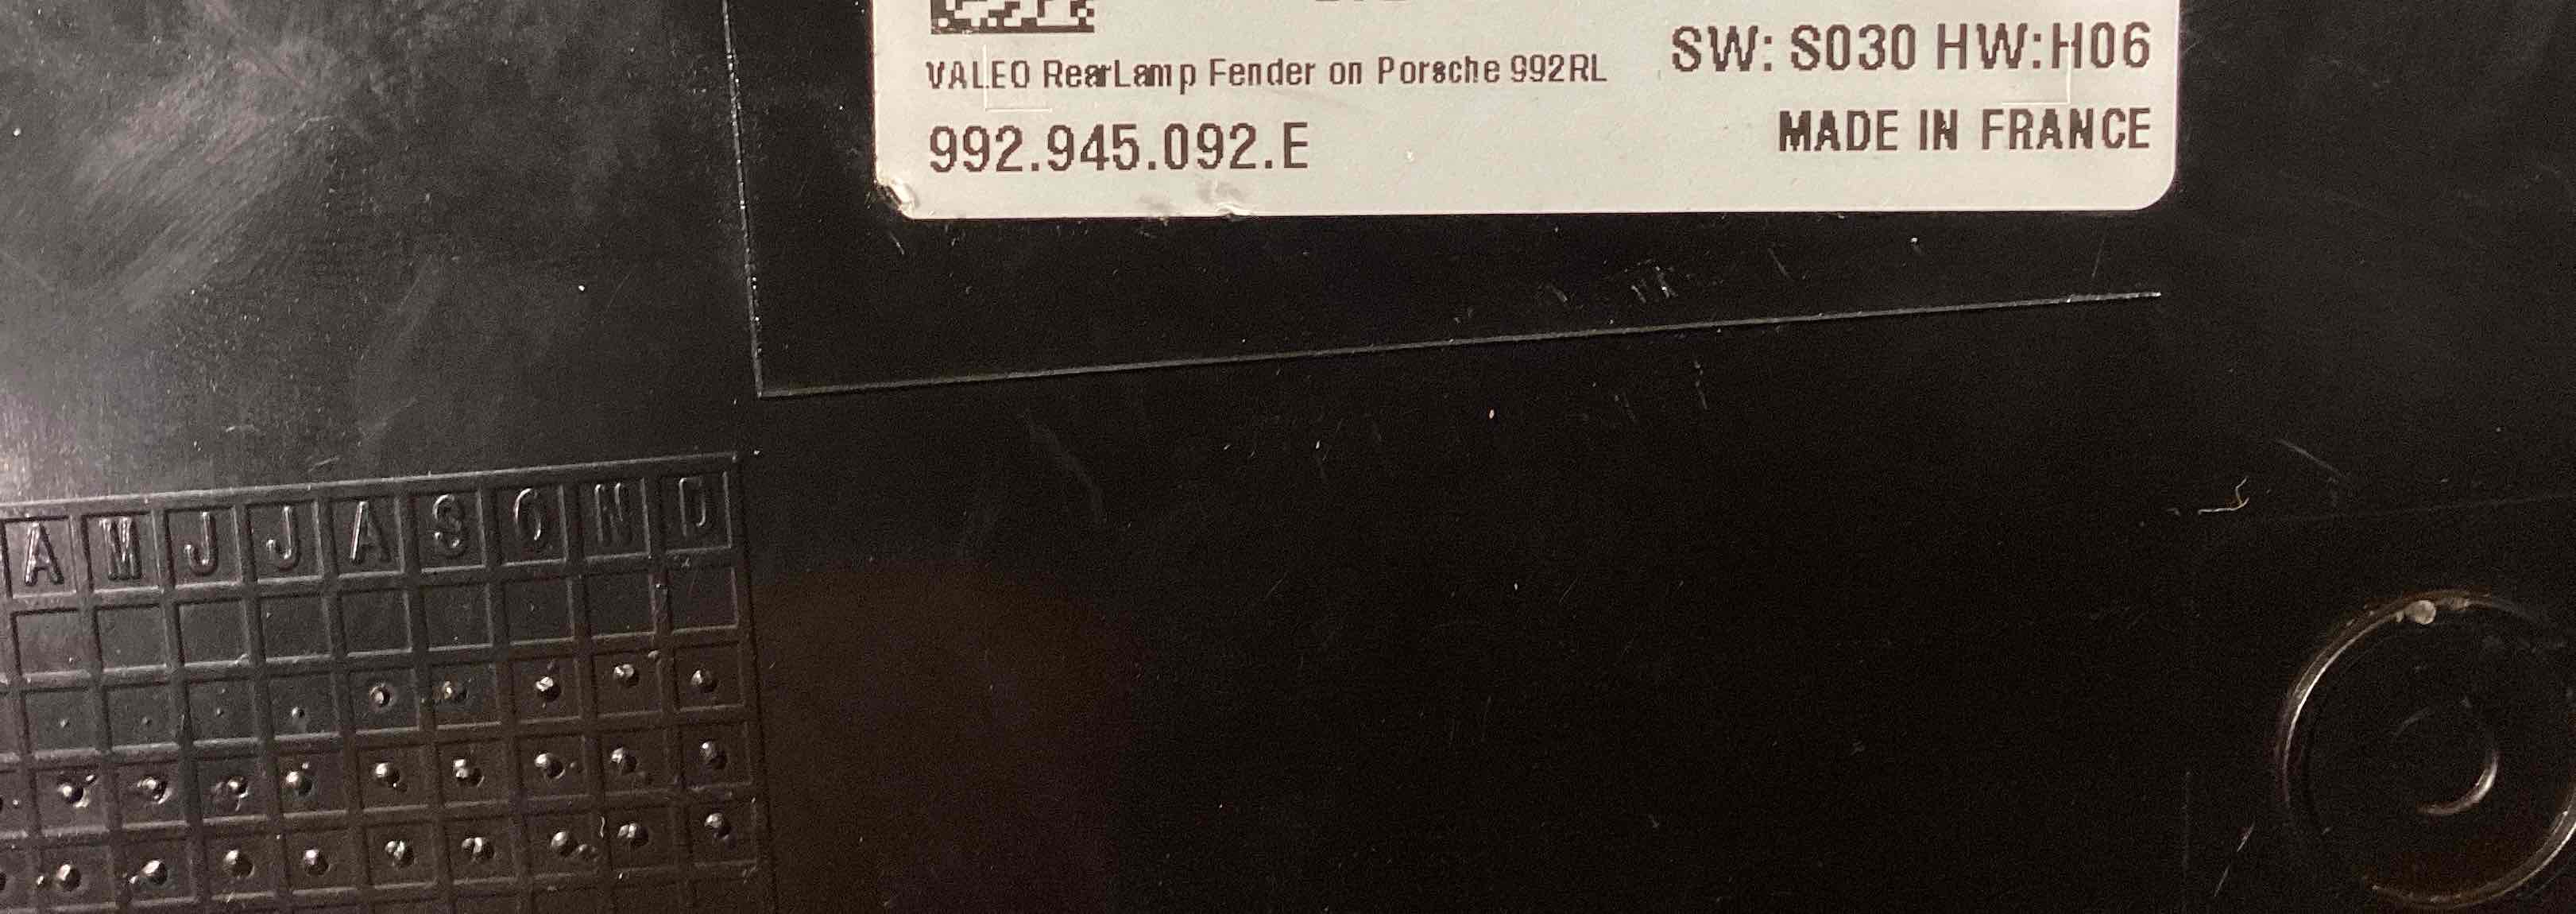 SW: S030 HW:H06
VALEO RearLamp Fender on Porsche 992RL
992.945.092.E
MADE IN FRANCE
A M J J A S O N D